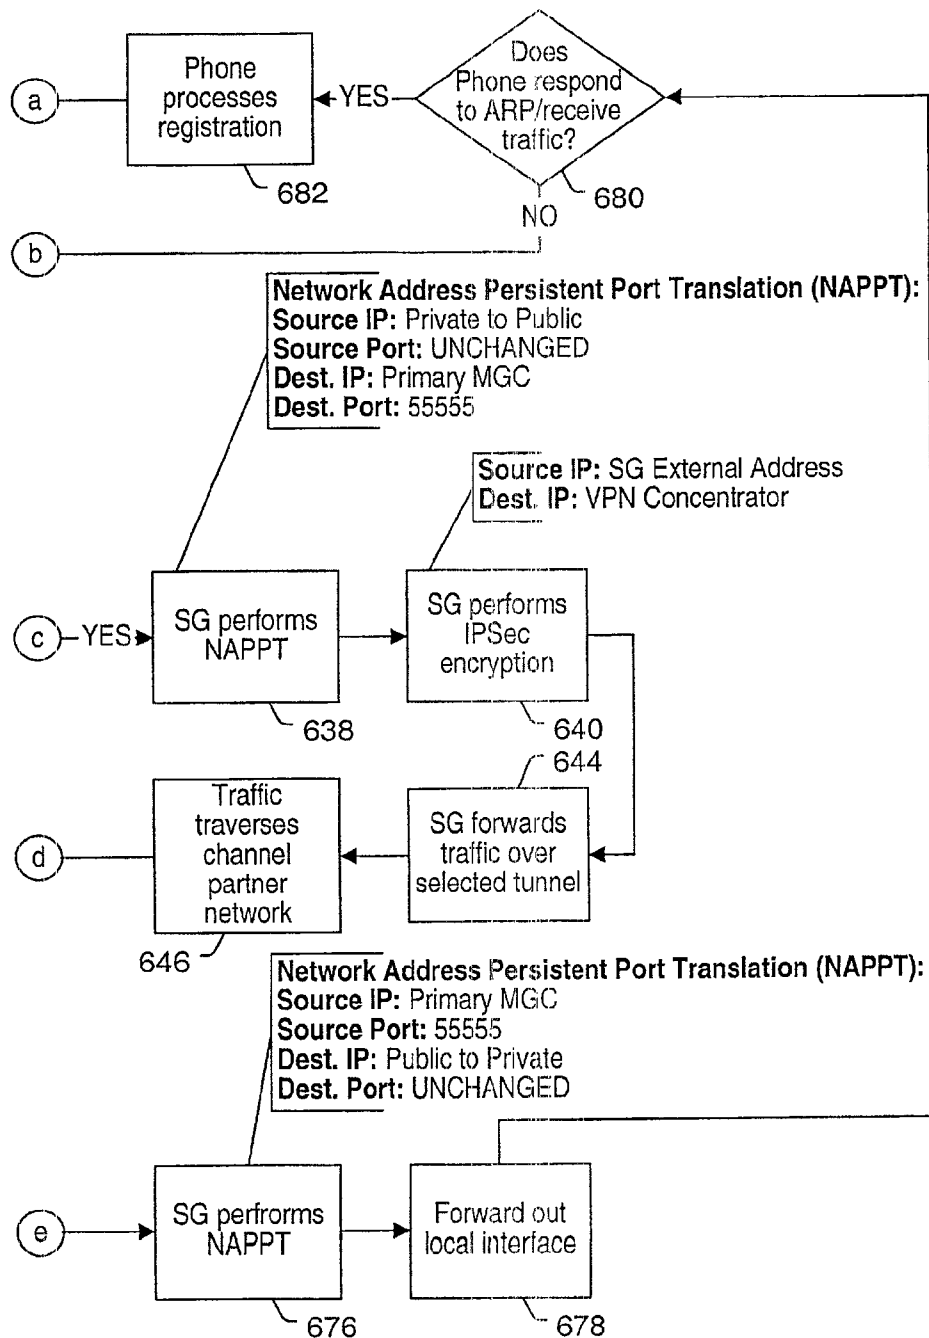 Does
Phone respond
to ARP/receive
traffic?
680
YES
Phone
processes
registration
682
a
NO
b
Network Address Persistent Port Translation (NAPPT):
Source IP: Private to Public
Source Port: UNCHANGED
Dest. IP: Primary MGC
Dest. Port: 55555
Source IP: SG External Address
Dest. IP: VPN Concentrator
c
YES
SG performs
NAPPT
638
SG performs
IPSec
encryption
640
644
SG forwards
traffic over
selected tunnel
Traffic
traverses
channel
partner
network
646
d
Network Address Persistent Port Translation (NAPPT):
Source IP: Primary MGC
Source Port: 55555
Dest. IP: Public to Private
Dest. Port: UNCHANGED
e
SG perfrorms
NAPPT
676
Forward out
local interface
678